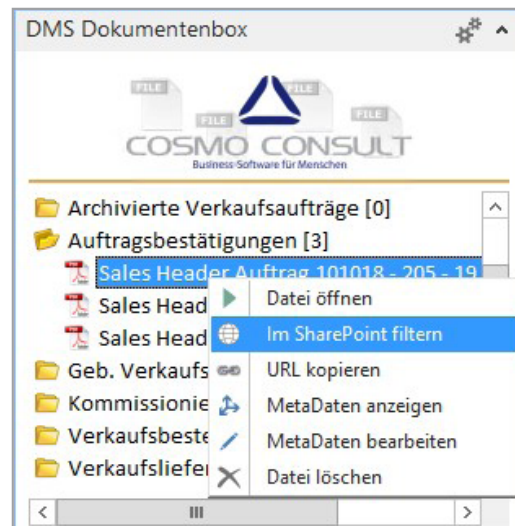 DMS Dokumentenbox
FILE
FILE
FILE
FILE
COSMO CONSULT
Business-Software für Menschen
Archivierte Verkaufsaufträge [0]
Auftragsbestätigungen [3]
Sales Header Auftrag 101018 - 205 - 19
Sales Head
Datei öffnen
Sales Head
Im SharePoint filtern
Geb. Verkaufs
URL kopieren
Kommissionie
MetaDaten anzeigen
Verkaufsbeste
MetaDaten bearbeiten
Verkaufsliefe
Datei löschen